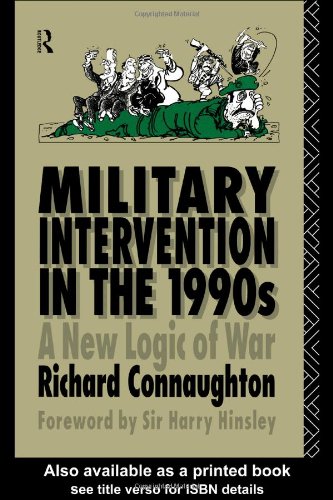 ROUTLEDGE
MILITARY
INTERVENTION
IN THE 1990s
A New Logic of War
Richard Connaughton
Foreword by Sir Harry Hinsley
Also available as a printed book
see title verso for ISBN details